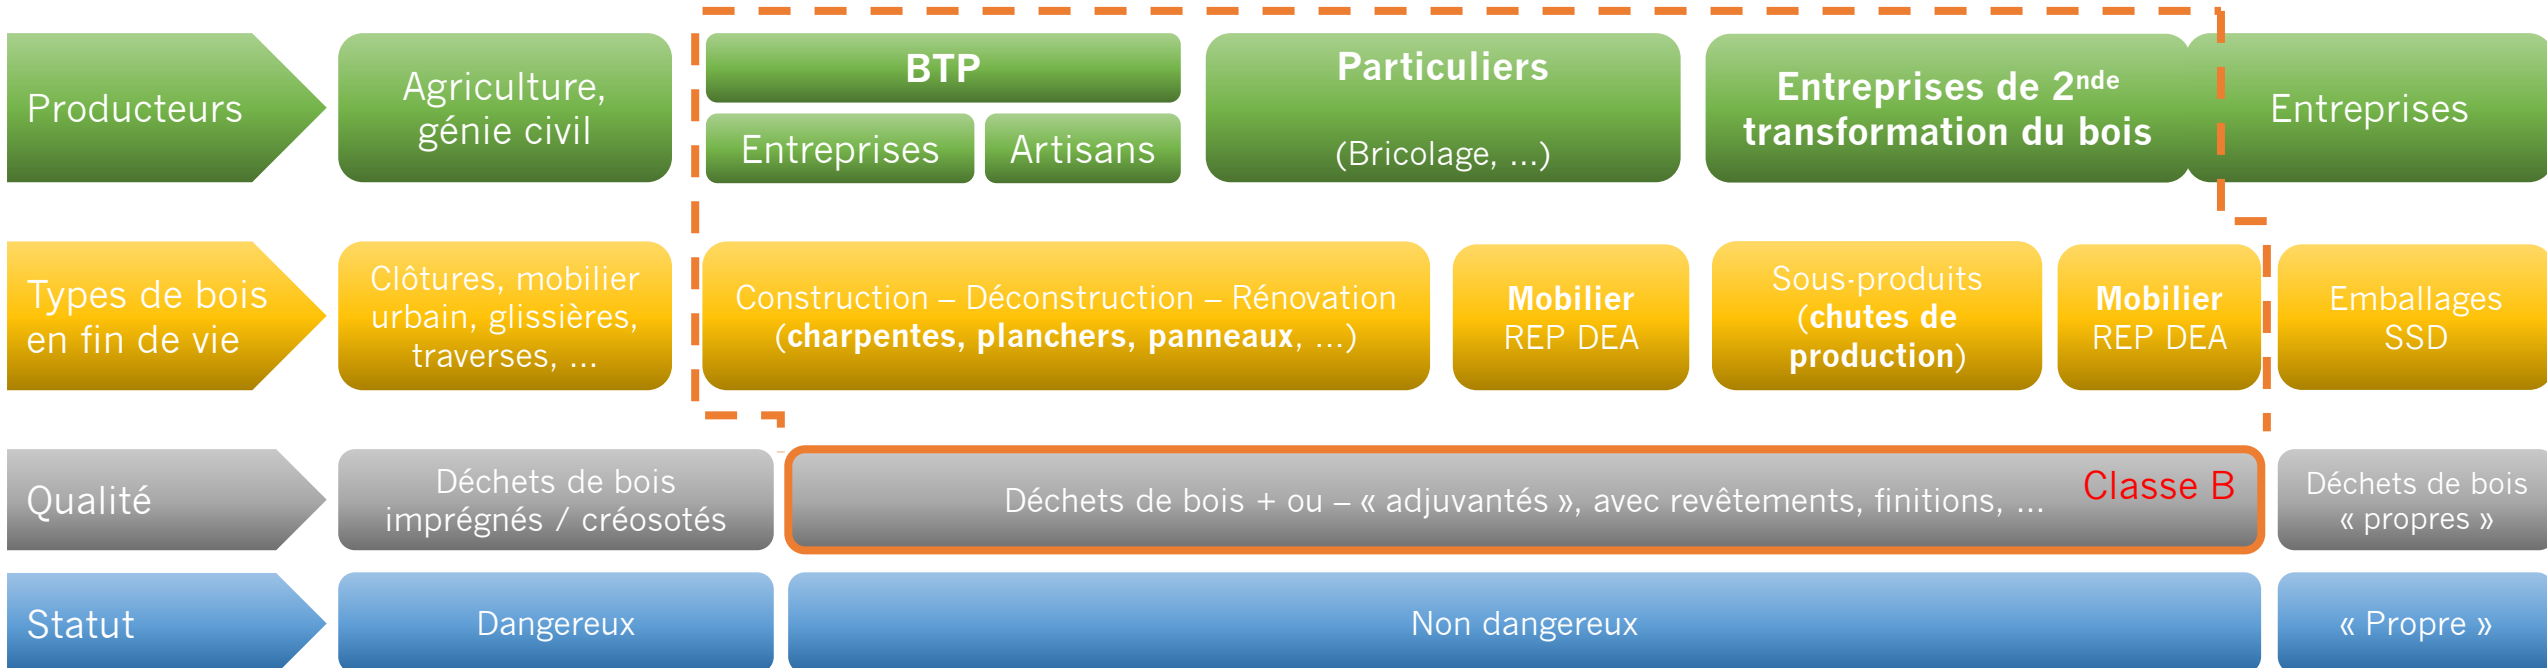 Producteurs
Agriculture,
génie civil
BTP
Entreprises
Artisans
Particuliers
(Bricolage, ...)
Entreprises de 2nde
transformation du bois
Entreprises
Types de bois
en fin de vie
Clôtures, mobilier
urbain, glissières,
traverses, ...
Construction – Déconstruction – Rénovation
(charpentes, planchers, panneaux, ...)
Mobilier
REP DEA
Sous-produits
(chutes de
production)
Mobilier
REP DEA
Emballages
SSD
Qualité
Déchets de bois
imprégnés / créosotés
Déchets de bois + ou – « adjuvantés », avec revêtements, finitions, ...
Classe B
Déchets de bois
« propres »
Statut
Dangereux
Non dangereux
« Propre »